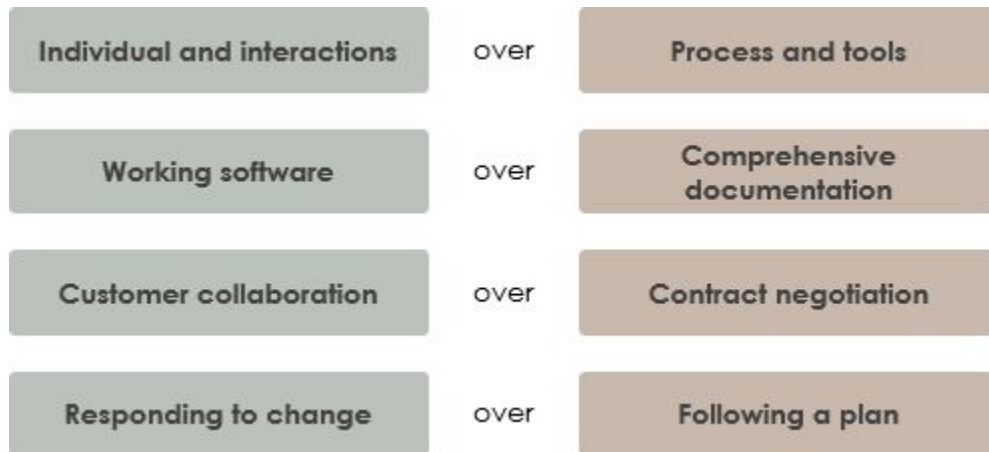 Individual and interactions over Process and tools
Working software over Comprehensive
documentation
Customer collaboration over Contract negotiation
Responding to change over Following a plan